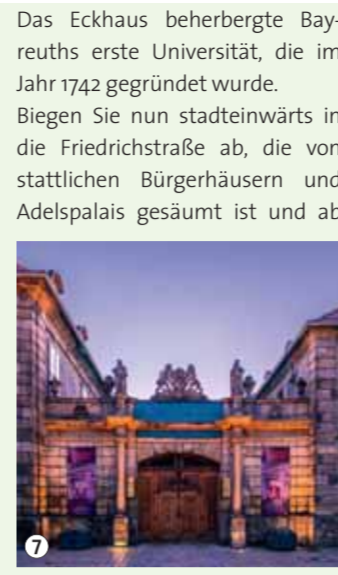 Das Eckhaus beherbergte Bay-
reuths erste Universität, die im
Jahr 1742 gegründet wurde.
Biegen Sie nun stadteinwärts in
die Friedrichstraße ab, die von
stattlichen Bürgerhäusern und
Adelspalais gesäumt ist und ab
7